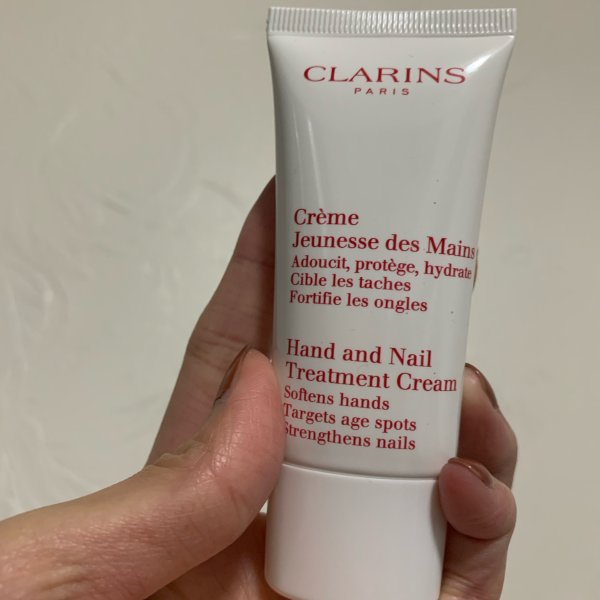 CLARINS
PARIS
Crème
Jeunesse des Mains
Adoucit, protège, hydrate
Cible les taches
Fortifie les ongles
Hand and Nail
Treatment Cream
Softens hands
Targets age spots
Strengthens nails